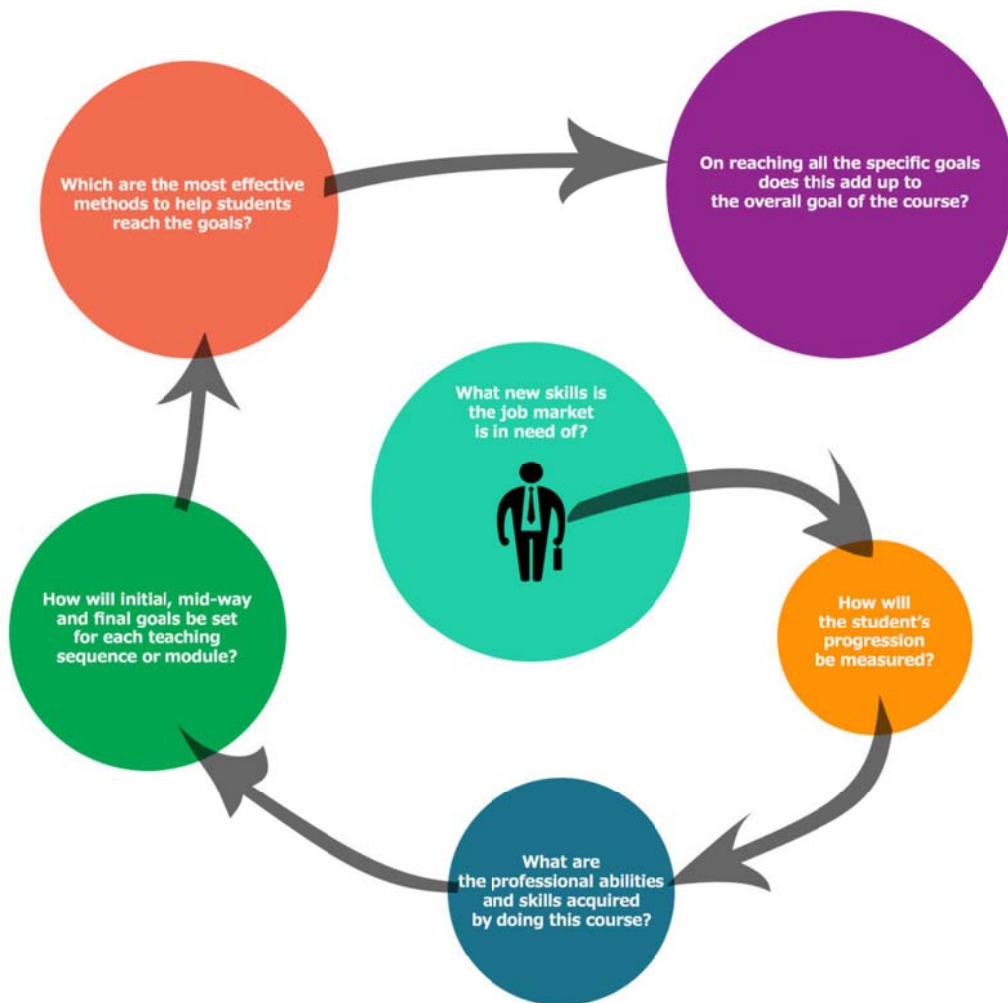 Which are the most effective
methods to help students
reach the goals?
On reaching all the specific goals
does this add up to
the overall goal of the course?
What new skills is
the job market
is in need of?
How will initial, mid-way
and final goals be set
for each teaching
sequence or module?
How will
the student's
progression
be measured?
What are
the professional abilities
and skills acquired
by doing this course?